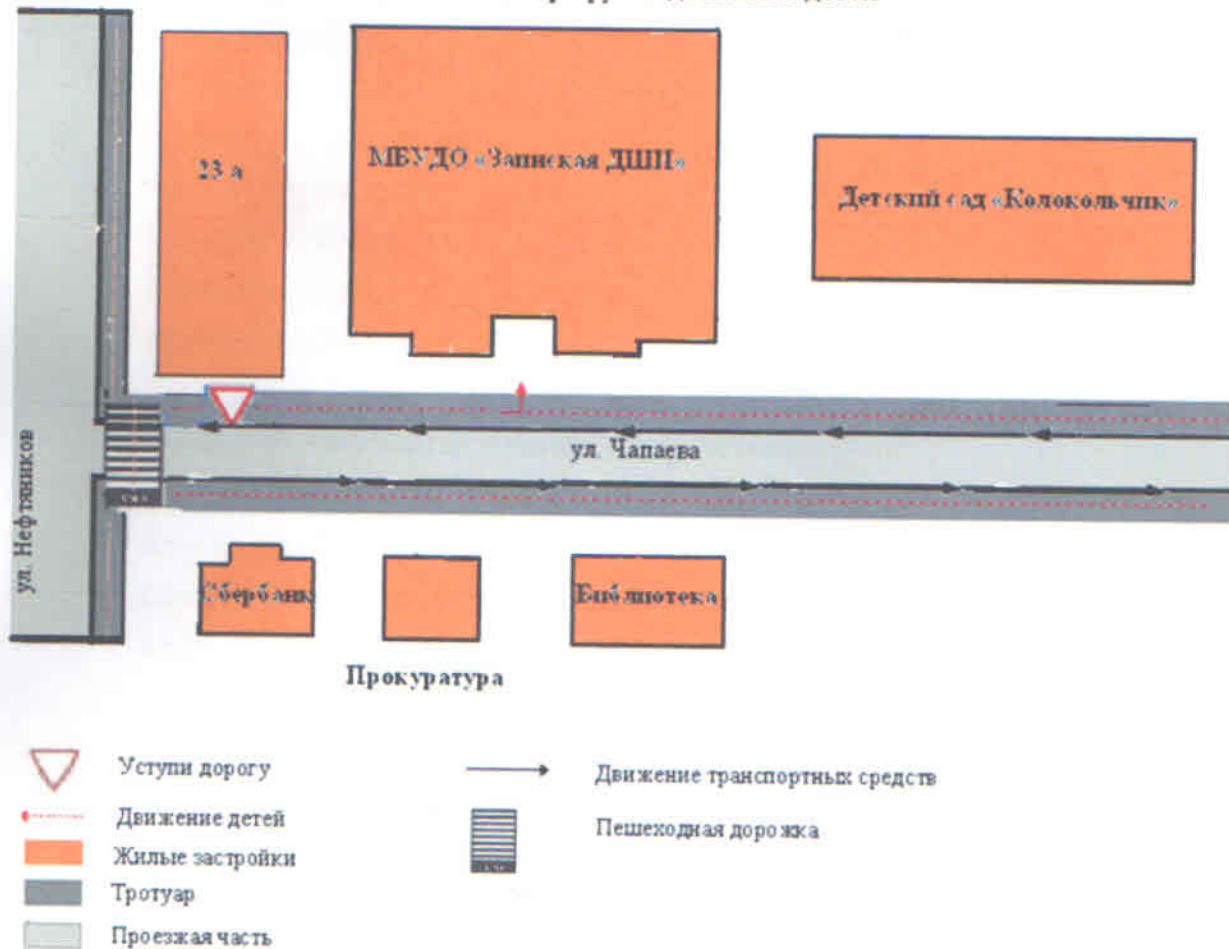 23 а
МБУДО «Заинская ДШИ»
Детский сад «Колокольчик»
ул. Чапаева
ул. Нефтяников
Сбербанк
Библиотека
Прокуратура
Уступи дорогу
Движение транспортных средств
Движение детей
Пешеходная дорожка
Жилые застройки
Тротуар
Проезжая часть